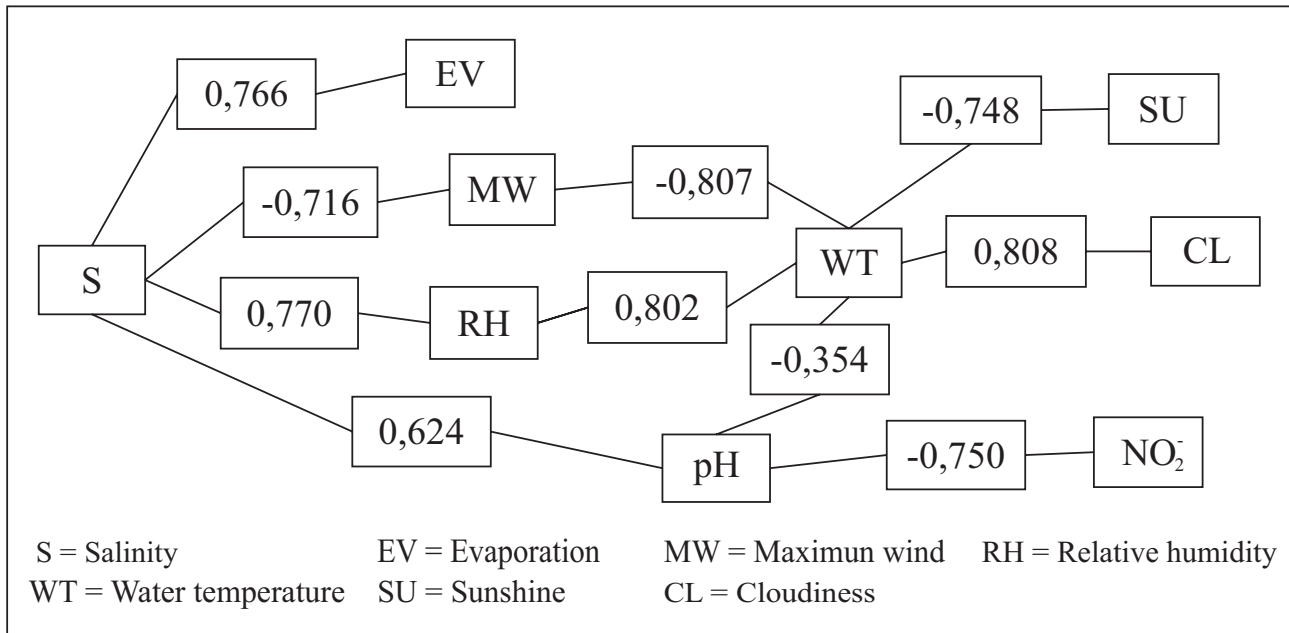 0,766 EV
-0,748 SU
-0,716 MW -0,807
S WT 0,808 CL
0,770 RH 0,802
-0,354
0,624 pH -0,750 NO₂⁻
S = Salinity EV = Evaporation MW = Maximun wind RH = Relative humidity
WT = Water temperature SU = Sunshine CL = Cloudiness